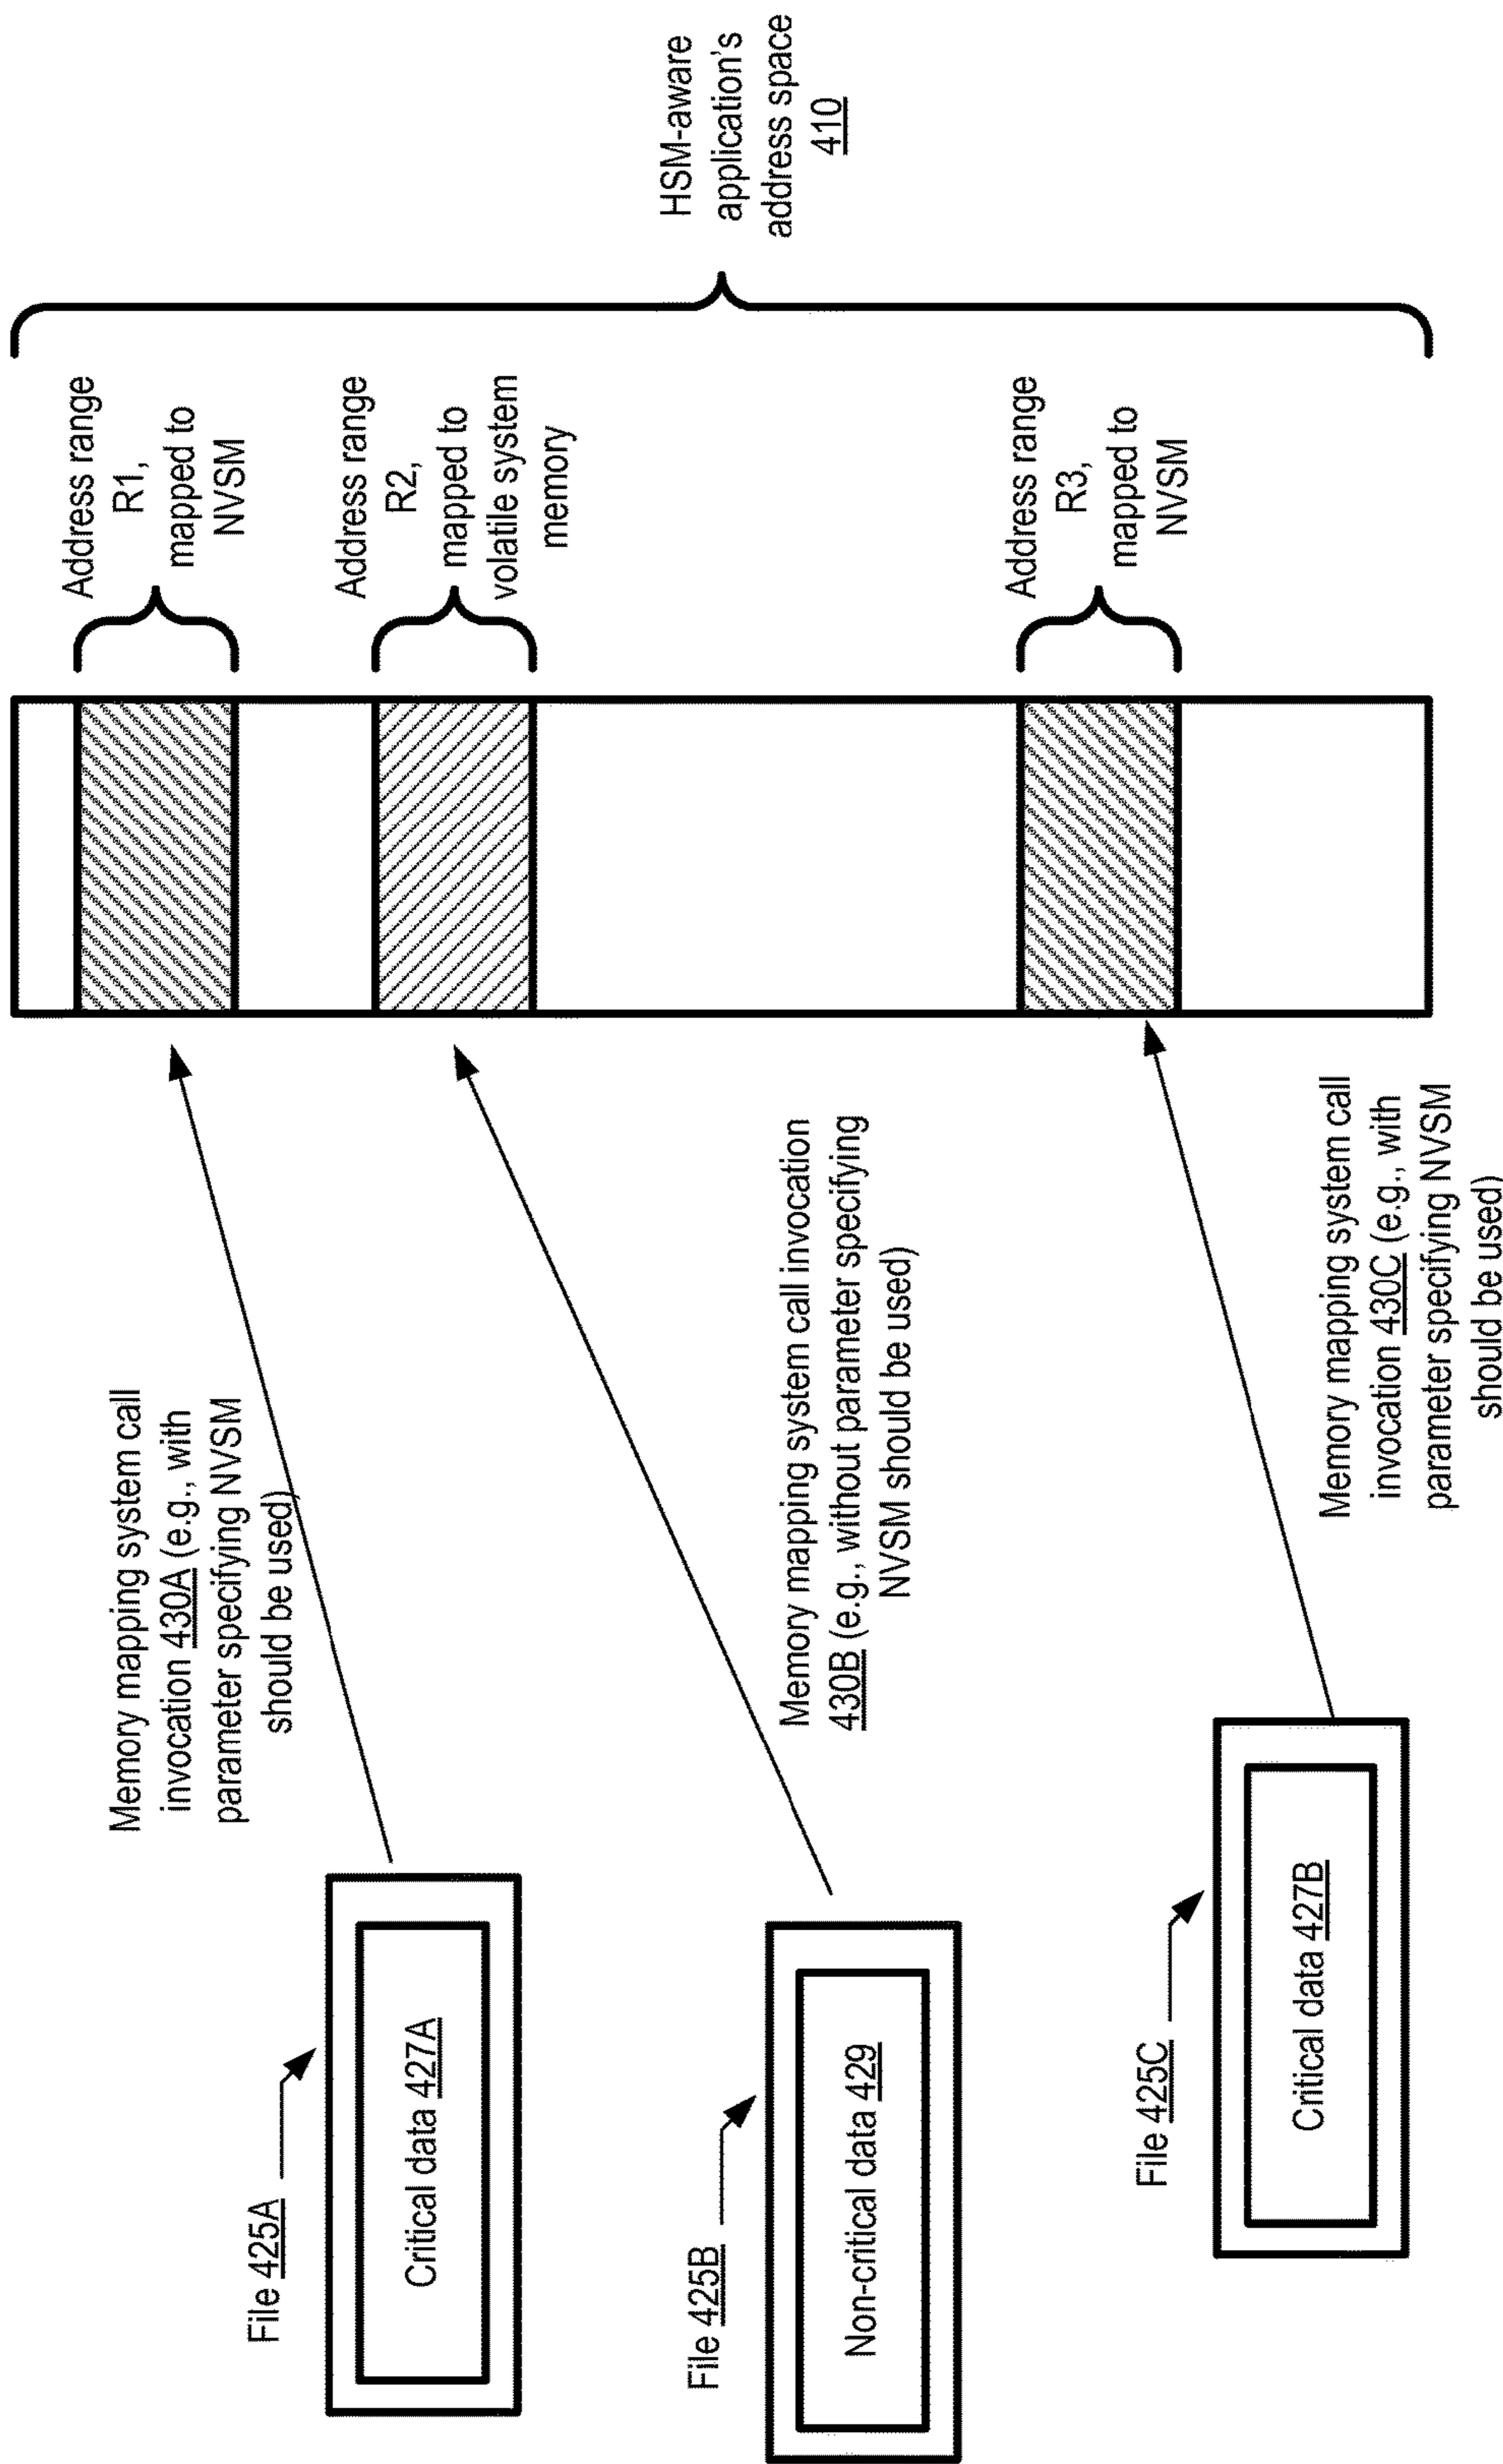 File 425A
Critical data 427A
Memory mapping system call
invocation 430A (e.g., with
parameter specifying NVSM
should be used)
Address range
R1,
mapped to
NVSM
File 425B
Non-critical data 429
Memory mapping system call invocation
430B (e.g., without parameter specifying
NVSM should be used)
Address range
R2,
mapped to
volatile system
memory
File 425C
Critical data 427B
Memory mapping system call
invocation 430C (e.g., with
parameter specifying NVSM
should be used)
Address range
R3,
mapped to
NVSM
HSM-aware
application's
address space
410